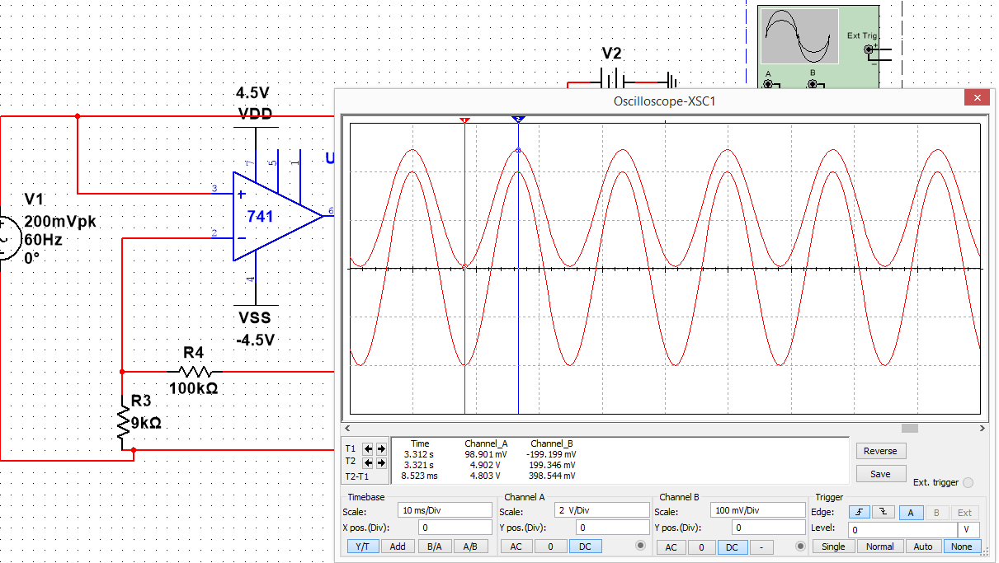 V2
Ext Trig
+
A
B
_
4.5V
VDD
7
5
1
U
3
+
741
6
2
4
V1
200mVpk
60Hz
0°
VSS
-4.5V
R4
100kΩ
R3
9kΩ
Oscilloscope-XSC1
1
2
Time Channel_A Channel_B
T1 3.312 s 98.901 mV -199.199 mV
T2 3.321 s 4.902 V 199.346 mV
T2-T1 8.523 ms 4.803 V 398.544 mV
Reverse
Save
Ext. trigger
Timebase
Scale: 10 ms/Div
X pos.(Div): 0
Y/T Add B/A A/B
Channel A
Scale: 2 V/Div
Y pos.(Div): 0
AC 0 DC
Channel B
Scale: 100 mV/Div
Y pos.(Div): 0
AC 0 DC -
Trigger
Edge: A B Ext
Level: 0 V
Single Normal Auto None